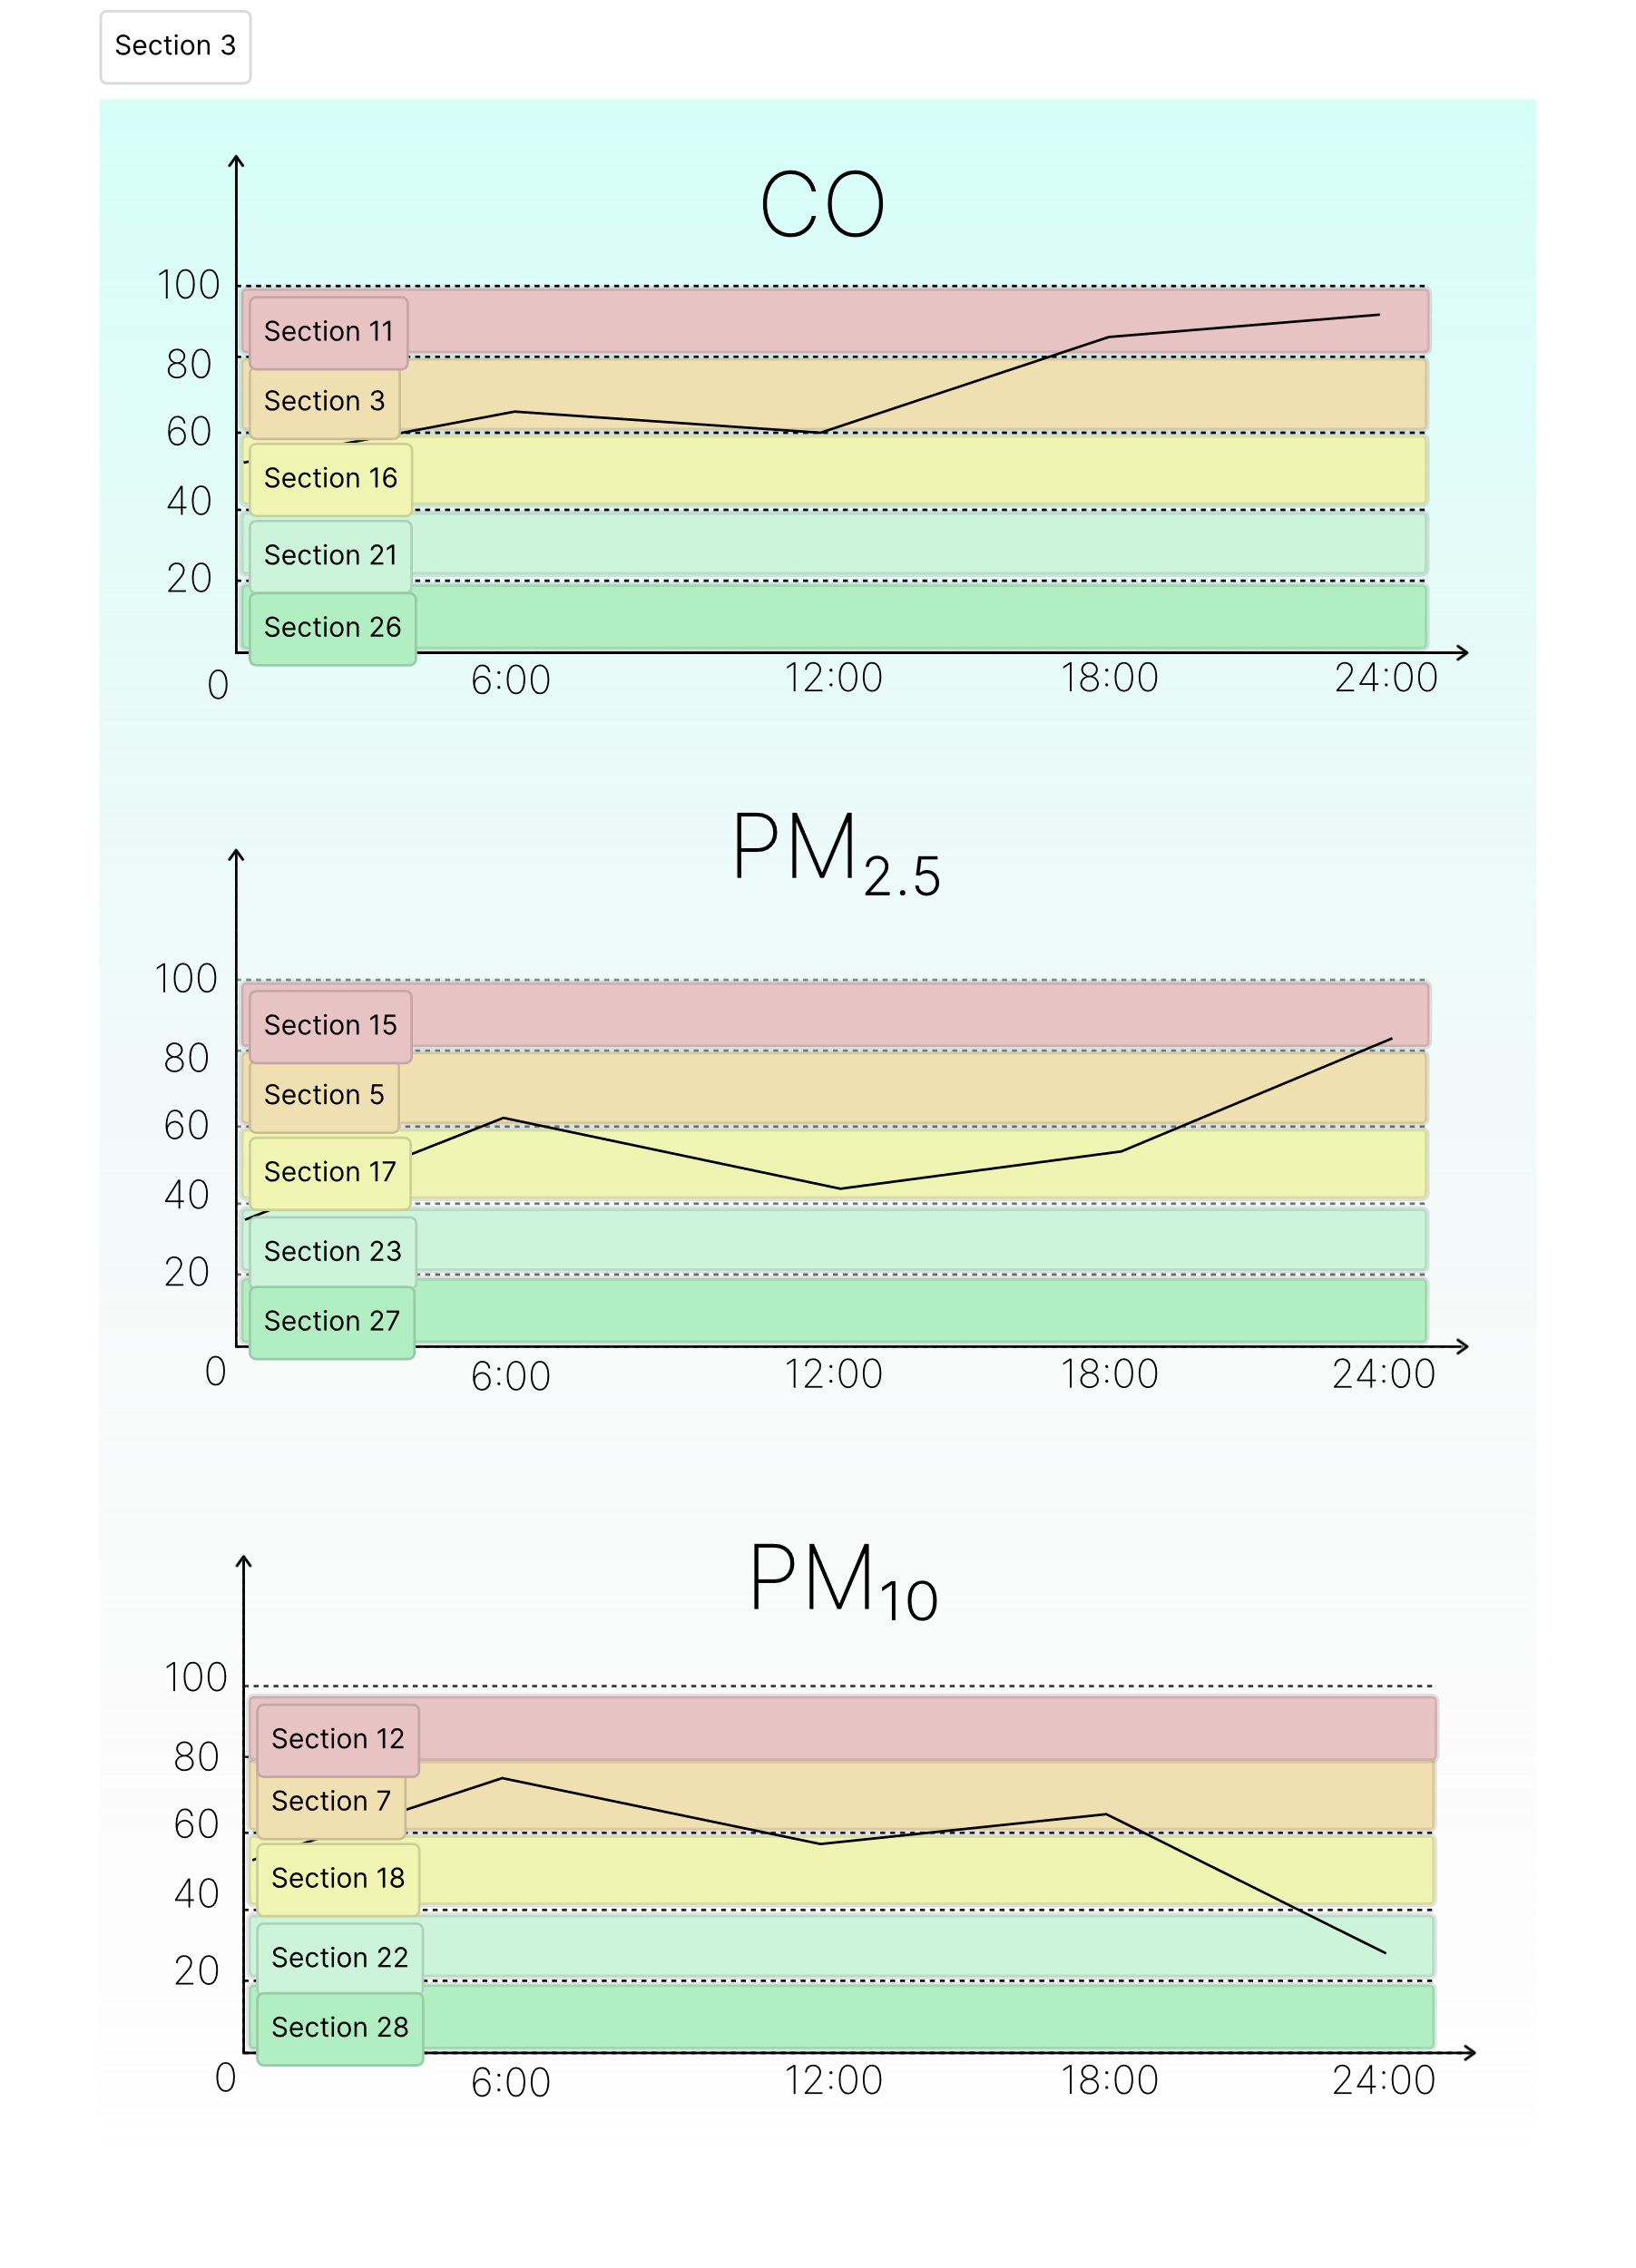 Section 3
CO
100
Section 11
80
Section 3
60
Section 16
40
Section 21
20
Section 26
0 6:00 12:00 18:00 24:00
PM2.5
100
Section 15
80
Section 5
60
Section 17
40
Section 23
20
Section 27
0 6:00 12:00 18:00 24:00
PM10
100
Section 12
80
Section 7
60
Section 18
40
Section 22
20
Section 28
0 6:00 12:00 18:00 24:00